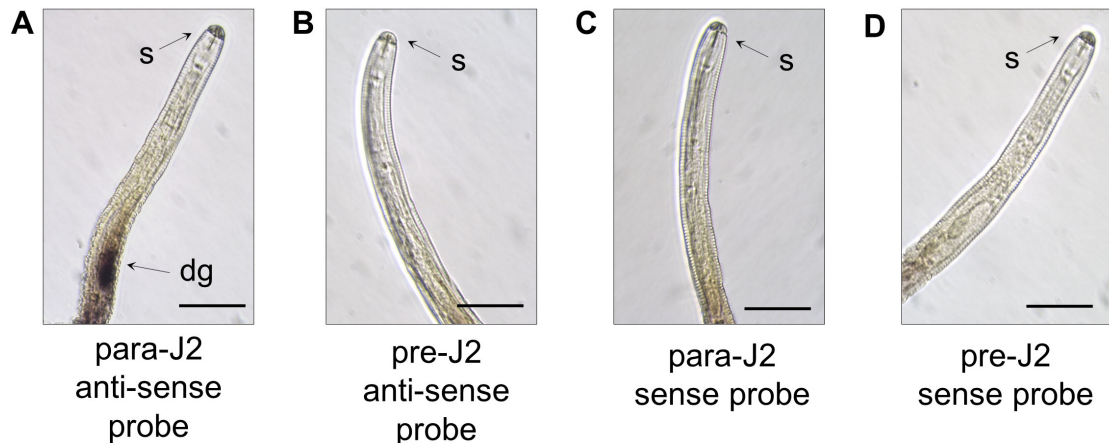 A
s
dg
para-J2
anti-sense
probe
B
s
pre-J2
anti-sense
probe
C
s
para-J2
sense probe
D
s
pre-J2
sense probe